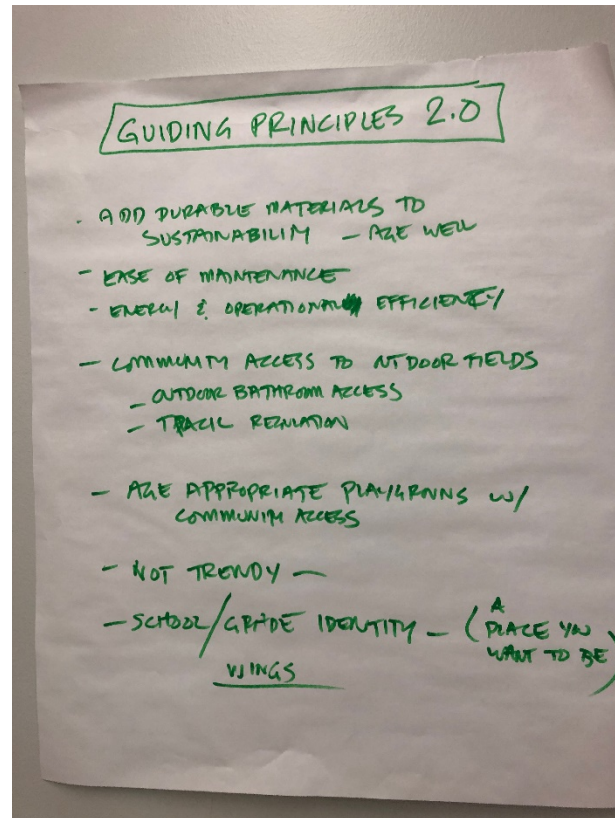 GUIDING PRINCIPLES 2.0
. ADD DURABLE MATERIALS TO
SUSTAINABILITY - AGE WELL
- EASE OF MAINTENANCE
- ENERGY & OPERATIONAL EFFICIENCY
- COMMUNITY ACCESS TO OUTDOOR FIELDS
- OUTDOOR BATHROOM ACCESS
-
- AGE APPROPRIATE PLAYGROUNDS W/
COMMUNITY ACCESS
- NOT TRENDY -
- SCHOOL/GRADE IDENTITY - (A PLACE YOU
WANT TO BE)
WINGS